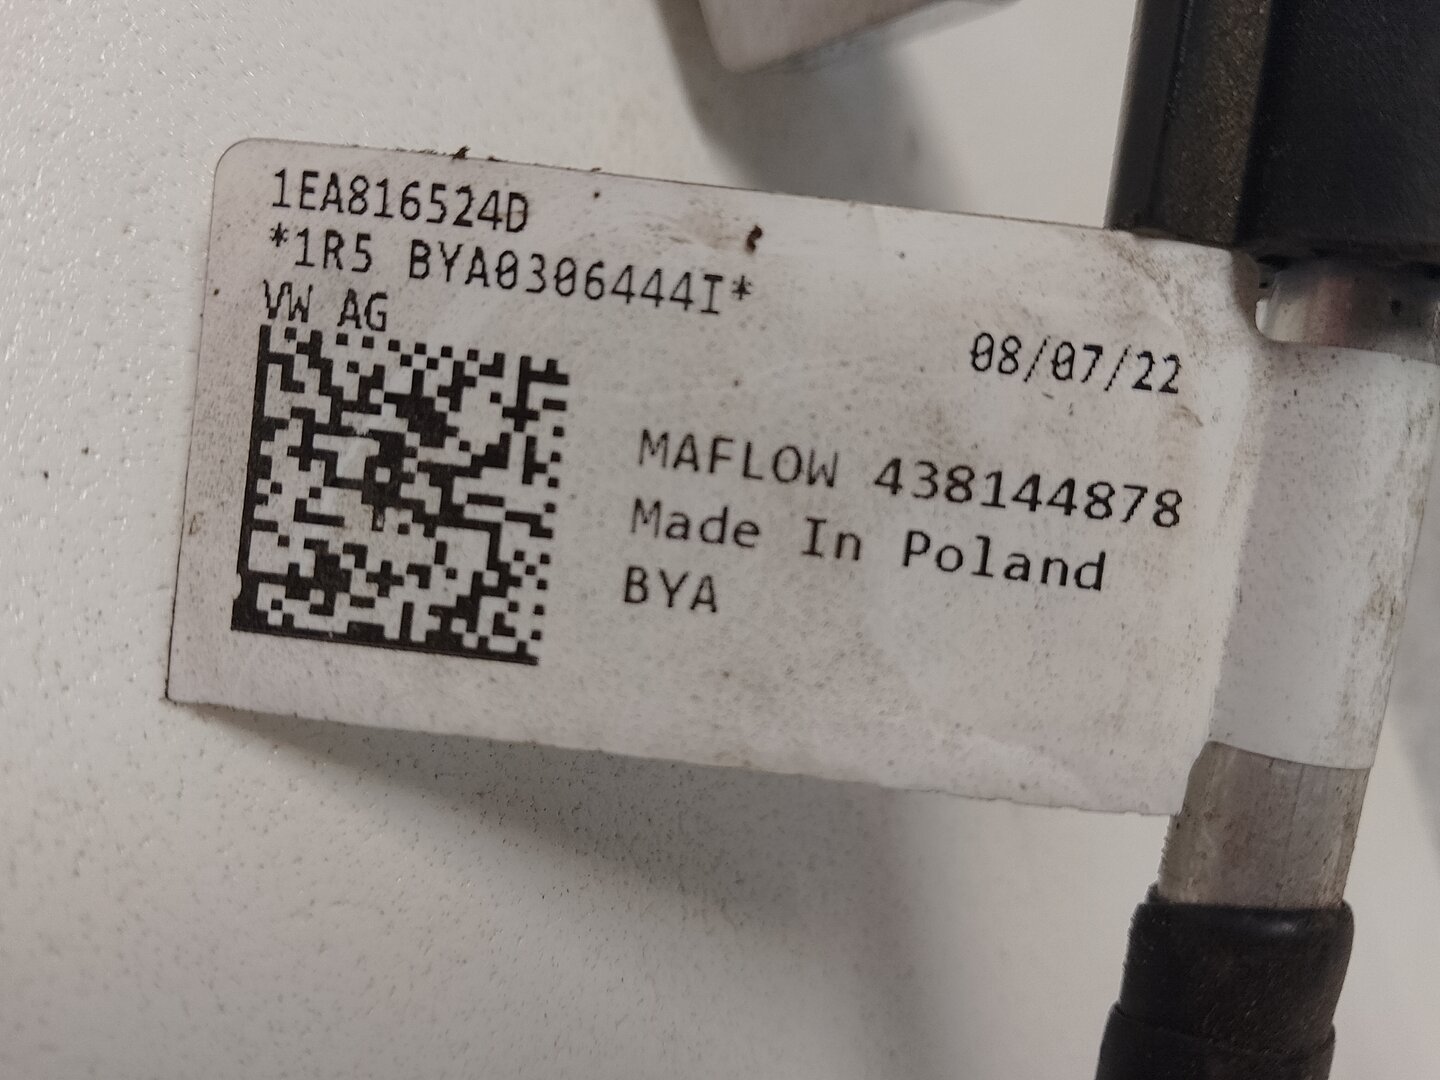 1EA816524D
*1R5 BYA0306444I*
VW AG
08/07/22
MAFLOW 438144878
Made In Poland
BYA